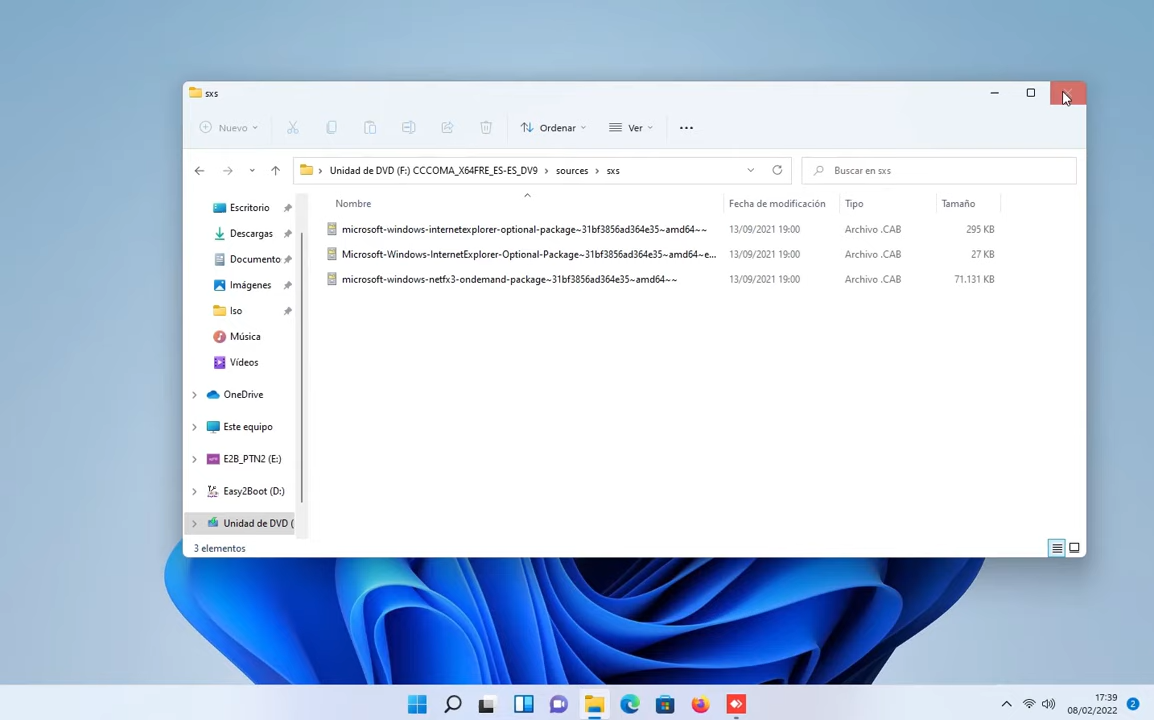 sxs
Nuevo
Ordenar
Ver
Unidad de DVD (F:) CCCOMA_X64FRE_ES-ES_DV9 > sources > sxs
Buscar en sxs
Nombre Fecha de modificación Tipo Tamaño
microsoft-windows-internetexplorer-optional-package~31bf3856ad364e35~amd64~~ 13/09/2021 19:00 Archivo .CAB 295 KB
Microsoft-Windows-InternetExplorer-Optional-Package~31bf3856ad364e35~amd64~e... 13/09/2021 19:00 Archivo .CAB 27 KB
microsoft-windows-netfx3-ondemand-package~31bf3856ad364e35~amd64~~ 13/09/2021 19:00 Archivo .CAB 71.131 KB
Escritorio
Descargas
Documento
Imágenes
Iso
Música
Vídeos
OneDrive
Este equipo
E2B_PTN2 (E:)
Easy2Boot (D:)
Unidad de DVD (
3 elementos
17:39
08/02/2022
2